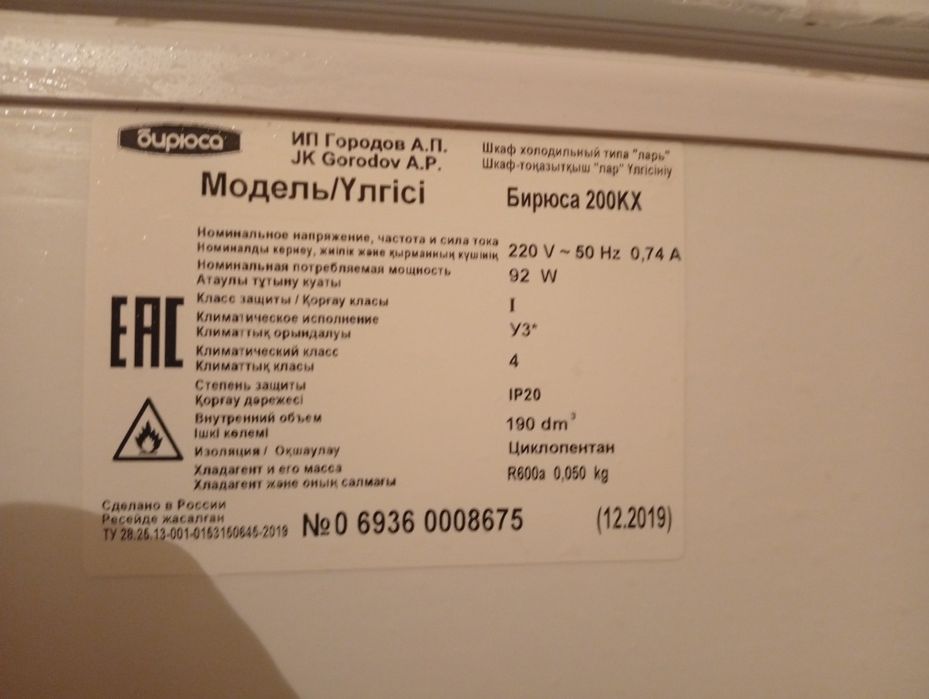 бирюса
ИП Городов А.П.
JK Gorodov A.P.
Шкаф холодильный типа "ларь"
Шкаф-тоңазытқыш "лар" Үлгісініу
Модель/Үлгісі
Бирюса 200KX
Номинальное напряжение, частота и сила тока
Номиналды кернеу, жиілік және қырманның күшінің
220 V ~ 50 Hz 0,74 A
Номинальная потребляемая мощность
Атаулы тұтыну куаты
92 W
Класс защиты / Қорғау класы
I
Климатическое исполнение
Климаттық орындалуы
У3*
Климатический класс
Климаттық класы
4
Степень защиты
Қорғау дәрежесі
IP20
Внутренний объем
Ішкі көлемі
190 dm³
Изоляция / Оқшаулау
Циклопентан
Хладагент и его масса
Хладагент және оның салмағы
R600a 0,050 kg
EAC
Сделано в России
Ресейде жасалған
ТУ 28.25.13-001-0153150645-2019
№0 6936 0008675
(12.2019)